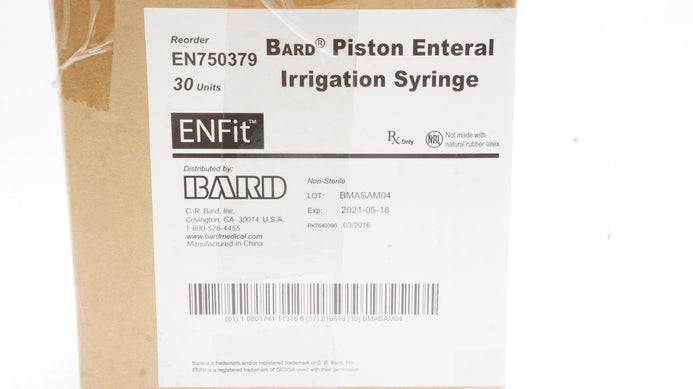 Reorder
EN750379
30 Units
BARD® Piston Enteral
Irrigation Syringe
ENFit™
Rx Only
NRL
Not made with
natural rubber latex
Distributed by:
BARD
C. R. Bard, Inc.
Covington, GA 30014 U.S.A.
1-800-526-4455
www.bardmedical.com
Manufactured in China
Non-Sterile
LOT: BMASAM04
Exp: 2021-05-18
PK7640390 03/2016
(01) 1 0801741 11316 8 (17) 210518 (10) BMASAM04
Bard is a trademark and/or registered trademark of C. R. Bard, Inc.
ENFit is a registered trademark of GEDSA used with their permission.